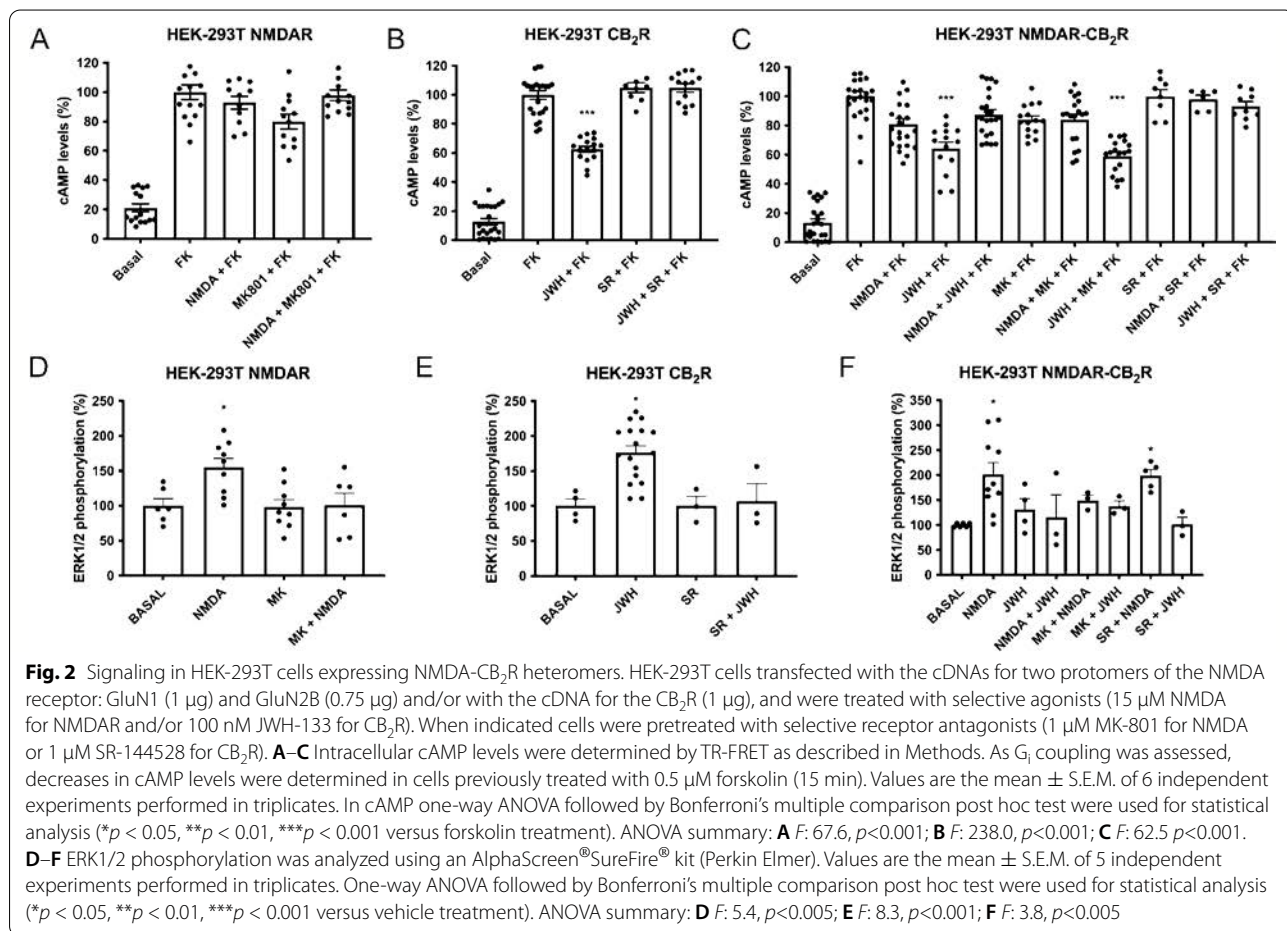 A
HEK-293T NMDAR
cAMP levels (%)
120
100
80
60
40
20
0
Basal
FK
NMDA + FK
MK801 + FK
NMDA + MK801 + FK
B
HEK-293T CB₂R
cAMP levels (%)
120
100
80
60
40
20
0
***
Basal
FK
JWH + FK
SR + FK
JWH + SR + FK
C
HEK-293T NMDAR-CB₂R
cAMP levels (%)
120
100
80
60
40
20
0
***
***
Basal
FK
NMDA + FK
JWH + FK
NMDA + JWH + FK
MK + FK
NMDA + MK + FK
JWH + MK + FK
SR + FK
NMDA + SR + FK
JWH + SR + FK
D
HEK-293T NMDAR
ERK1/2 phosphorylation (%)
250
200
150
100
50
0
*
BASAL
NMDA
MK
MK + NMDA
E
HEK-293T CB₂R
ERK1/2 phosphorylation (%)
250
200
150
100
50
0
*
BASAL
JWH
SR
SR + JWH
F
HEK-293T NMDAR-CB₂R
ERK1/2 phosphorylation (%)
350
300
250
200
150
100
50
0
*
*
BASAL
NMDA
JWH
NMDA + JWH
MK + NMDA
MK + JWH
SR + NMDA
SR + JWH
Fig. 2 Signaling in HEK-293T cells expressing NMDA-CB₂R heteromers. HEK-293T cells transfected with the cDNAs for two protomers of the NMDA
receptor: GluN1 (1 µg) and GluN2B (0.75 µg) and/or with the cDNA for the CB₂R (1 µg), and were treated with selective agonists (15 µM NMDA
for NMDAR and/or 100 nM JWH-133 for CB₂R). When indicated cells were pretreated with selective receptor antagonists (1 µM MK-801 for NMDA
or 1 µM SR-144528 for CB₂R). A–C Intracellular cAMP levels were determined by TR-FRET as described in Methods. As Gᵢ coupling was assessed,
decreases in cAMP levels were determined in cells previously treated with 0.5 µM forskolin (15 min). Values are the mean ± S.E.M. of 6 independent
experiments performed in triplicates. In cAMP one-way ANOVA followed by Bonferroni's multiple comparison post hoc test were used for statistical
analysis (*p < 0.05, **p < 0.01, ***p < 0.001 versus forskolin treatment). ANOVA summary: A F: 67.6, p<0.001; B F: 238.0, p<0.001; C F: 62.5 p<0.001.
D–F ERK1/2 phosphorylation was analyzed using an AlphaScreen®SureFire® kit (Perkin Elmer). Values are the mean ± S.E.M. of 5 independent
experiments performed in triplicates. One-way ANOVA followed by Bonferroni's multiple comparison post hoc test were used for statistical analysis
(*p < 0.05, **p < 0.01, ***p < 0.001 versus vehicle treatment). ANOVA summary: D F: 5.4, p<0.005; E F: 8.3, p<0.001; F F: 3.8, p<0.005